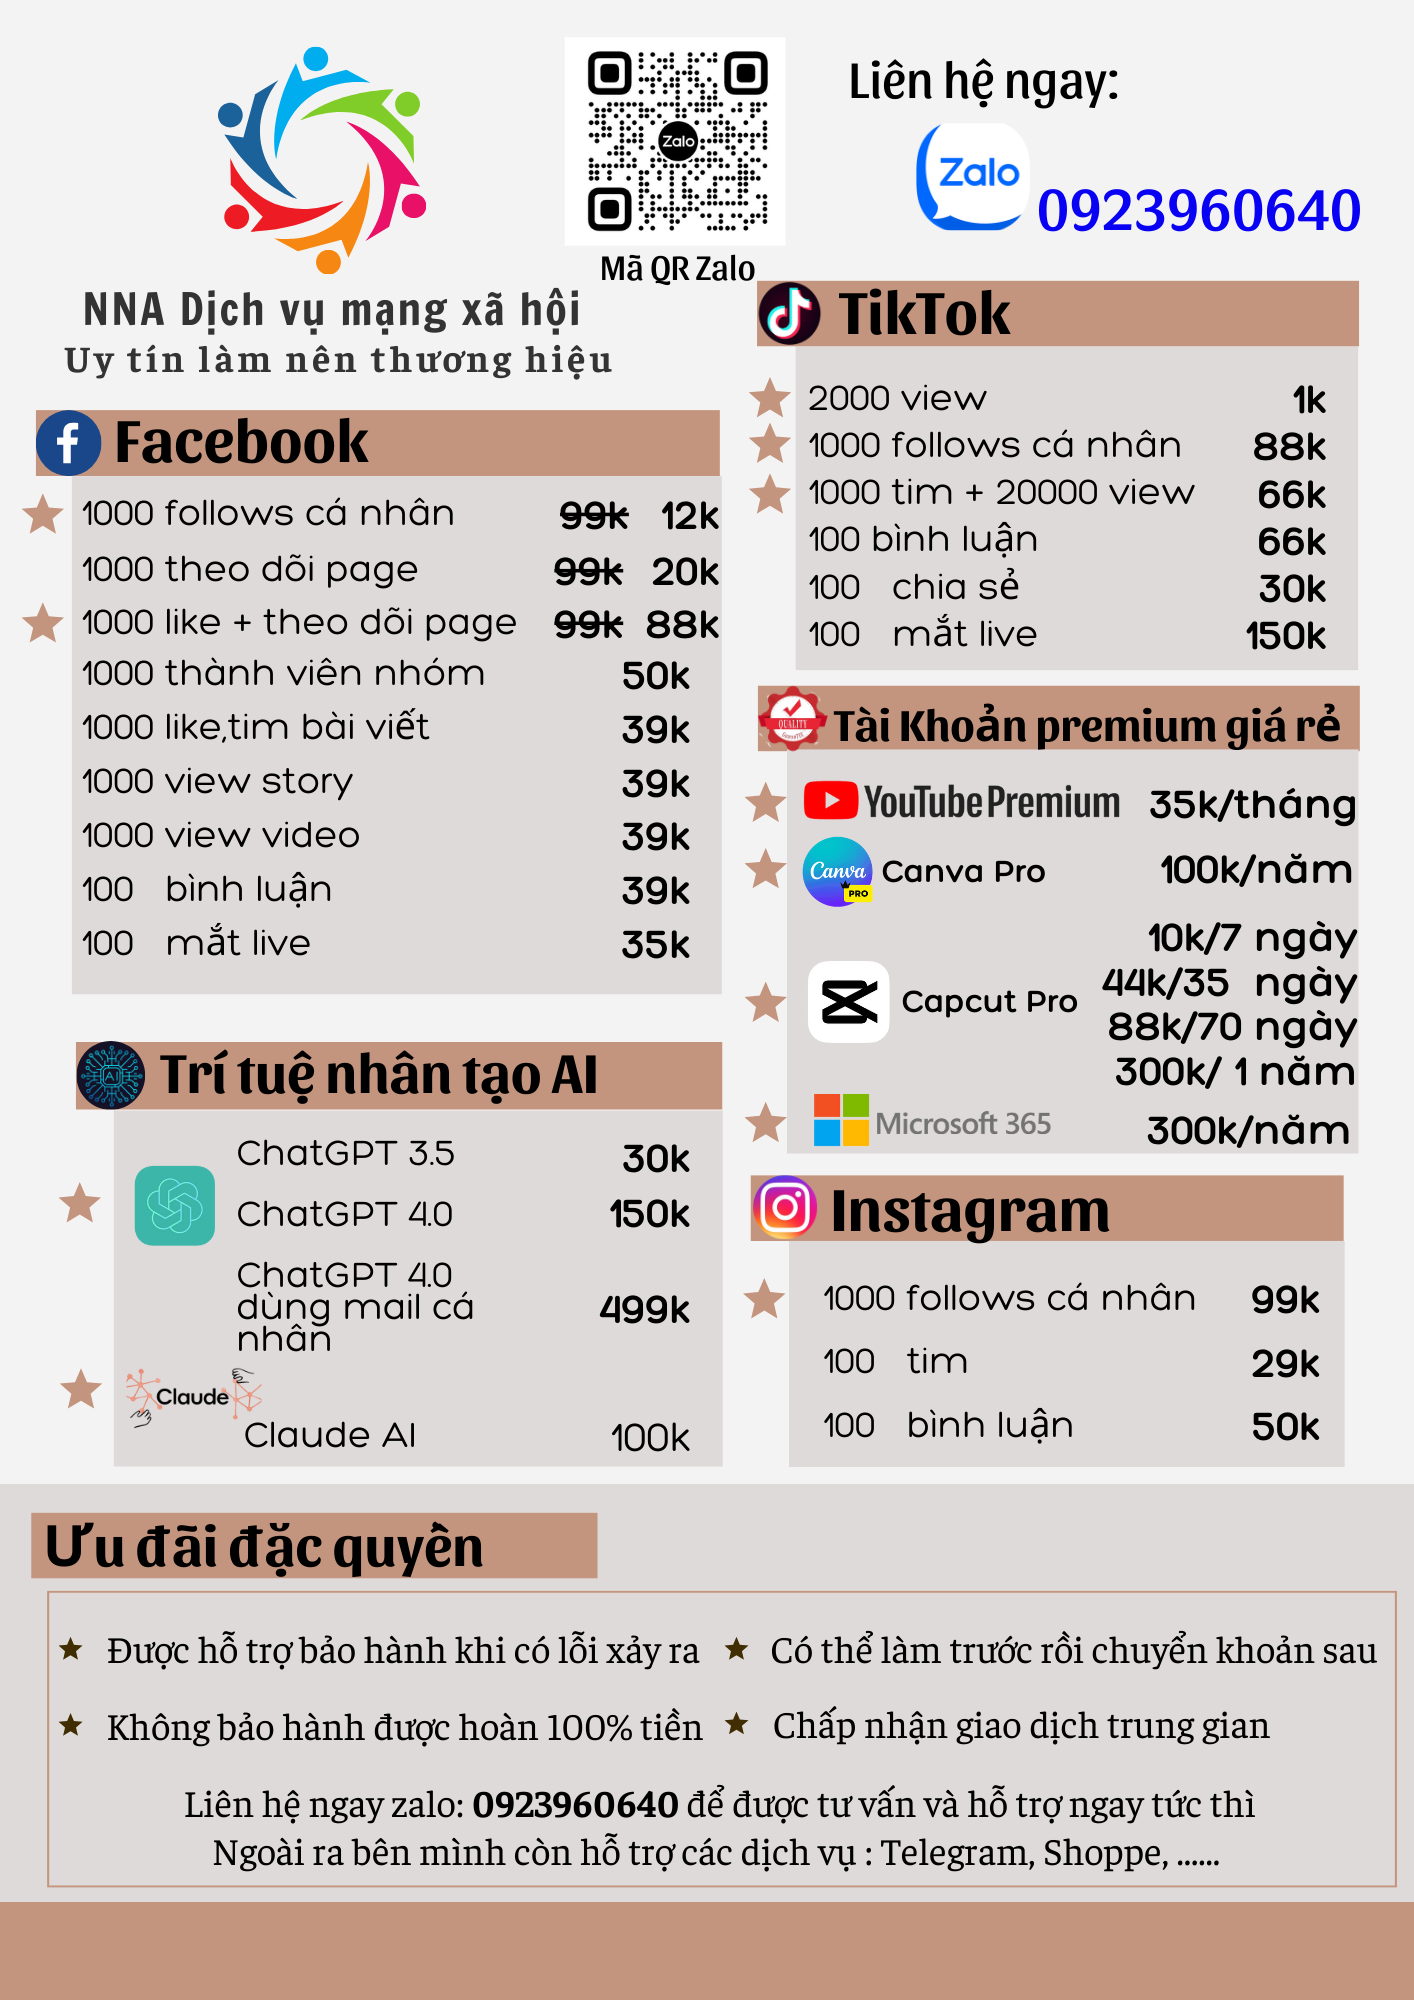 Zalo
Mã QR Zalo
Liên hệ ngay:
Zalo
0923960640
NNA Dịch vụ mạng xã hội
Uy tín làm nên thương hiệu
Facebook
1000 follows cá nhân 99k 12k
1000 theo dõi page 99k 20k
1000 like + theo dõi page 99k 88k
1000 thành viên nhóm 50k
1000 like,tim bài viết 39k
1000 view story 39k
1000 view video 39k
100 bình luận 39k
100 mắt live 35k
Trí tuệ nhân tạo AI
AI
ChatGPT 3.5 30k
ChatGPT 4.0 150k
ChatGPT 4.0
dùng mail cá 499k
nhân
Claude
Claude AI 100k
TikTok
2000 view 1k
1000 follows cá nhân 88k
1000 tim + 20000 view 66k
100 bình luận 66k
100 chia sẻ 30k
100 mắt live 150k
QUALITY
Tài Khoản premium giá rẻ
YouTube Premium 35k/tháng
Canva
PRO
Canva Pro 100k/năm
10k/7 ngày
44k/35 ngày
Capcut Pro
88k/70 ngày
300k/ 1 năm
Microsoft 365 300k/năm
Instagram
1000 follows cá nhân 99k
100 tim 29k
100 bình luận 50k
Ưu đãi đặc quyền
Được hỗ trợ bảo hành khi có lỗi xảy ra
Có thể làm trước rồi chuyển khoản sau
Không bảo hành được hoàn 100% tiền
Chấp nhận giao dịch trung gian
Liên hệ ngay zalo: 0923960640 để được tư vấn và hỗ trợ ngay tức thì
Ngoài ra bên mình còn hỗ trợ các dịch vụ : Telegram, Shoppe, ......